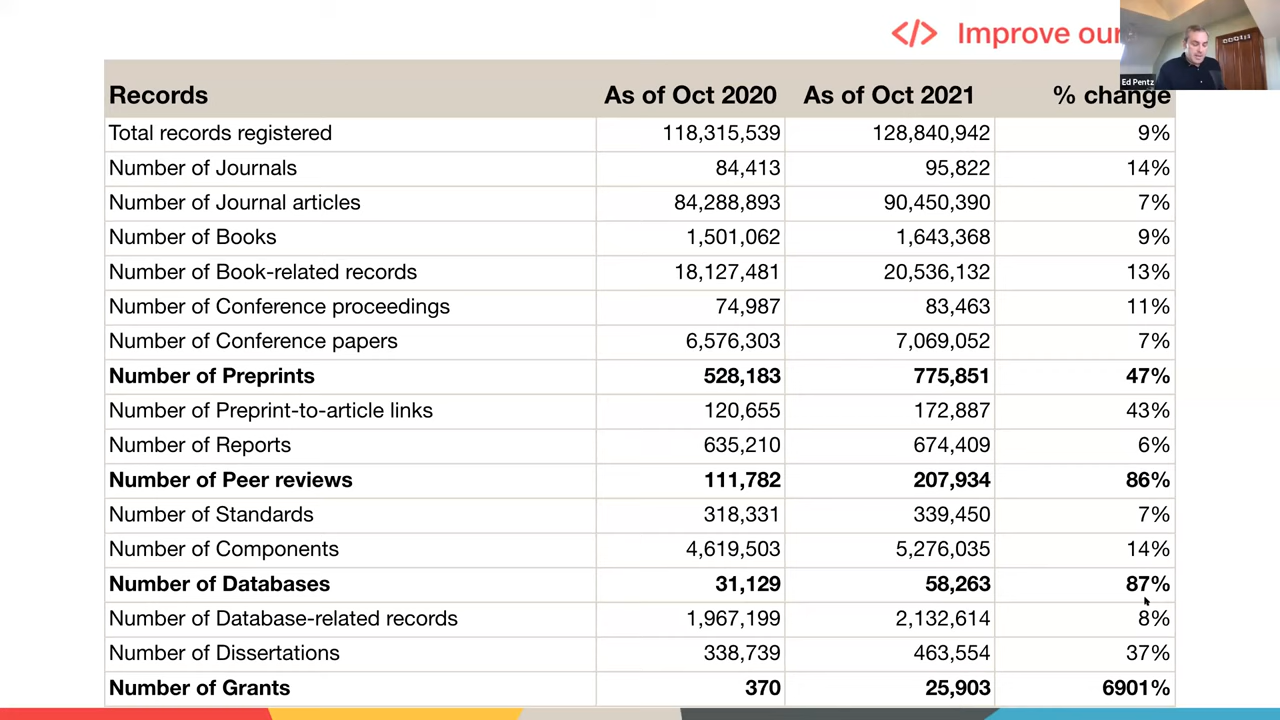 </> Improve our
Ed Pentz
Records As of Oct 2020 As of Oct 2021 % change
Total records registered 118,315,539 128,840,942 9%
Number of Journals 84,413 95,822 14%
Number of Journal articles 84,288,893 90,450,390 7%
Number of Books 1,501,062 1,643,368 9%
Number of Book-related records 18,127,481 20,536,132 13%
Number of Conference proceedings 74,987 83,463 11%
Number of Conference papers 6,576,303 7,069,052 7%
Number of Preprints 528,183 775,851 47%
Number of Preprint-to-article links 120,655 172,887 43%
Number of Reports 635,210 674,409 6%
Number of Peer reviews 111,782 207,934 86%
Number of Standards 318,331 339,450 7%
Number of Components 4,619,503 5,276,035 14%
Number of Databases 31,129 58,263 87%
Number of Database-related records 1,967,199 2,132,614 8%
Number of Dissertations 338,739 463,554 37%
Number of Grants 370 25,903 6901%